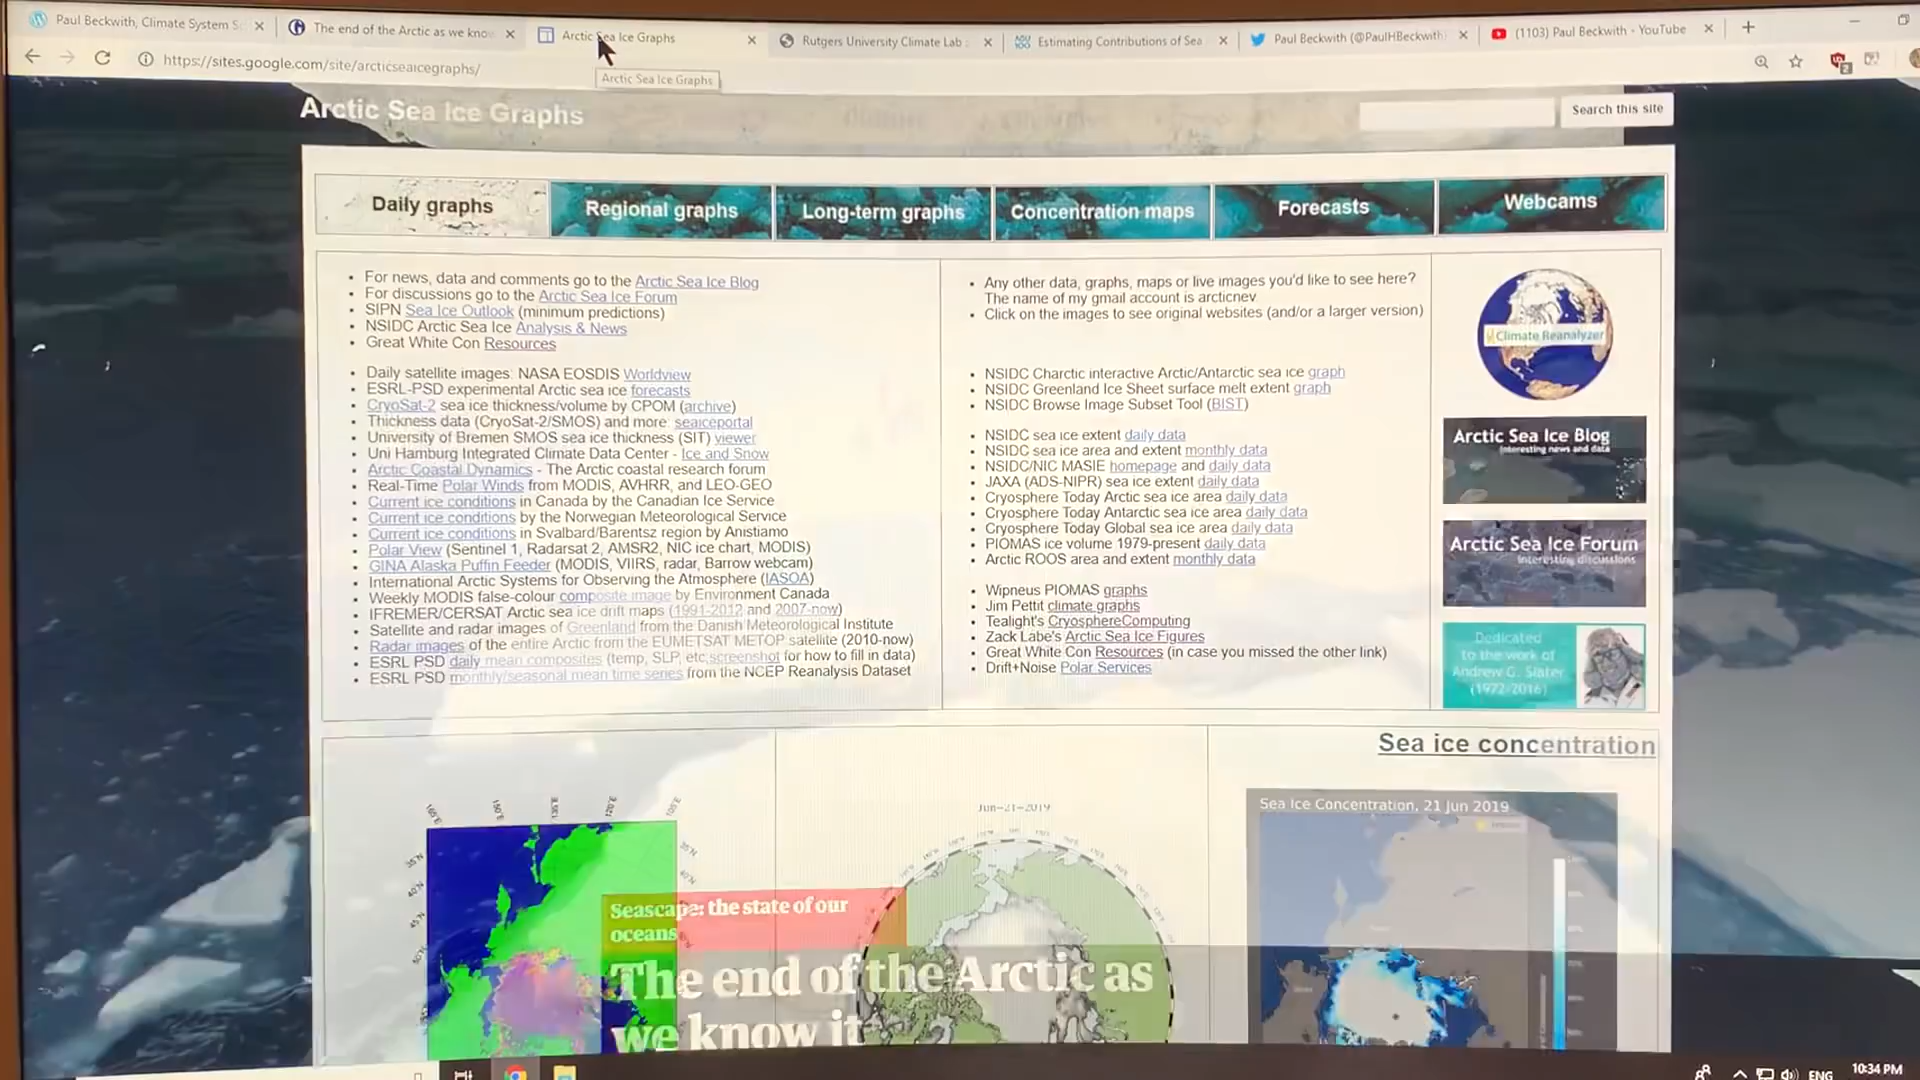 Paul Beckwith, Climate System S
The end of the Arctic as we know
Arctic Sea Ice Graphs
Rutgers University Climate Lab :
Estimating Contributions of Sea
Paul Beckwith (@PaulHBeckwith)
(1103) Paul Beckwith - YouTube
https://sites.google.com/site/arcticseaicegraphs/
Arctic Sea Ice Graphs
Arctic Sea Ice Graphs
Search this site
Daily graphs
Regional graphs
Long-term graphs
Concentration maps
Forecasts
Webcams
For news, data and comments go to the Arctic Sea Ice Blog
For discussions go to the Arctic Sea Ice Forum
SIPN Sea Ice Outlook (minimum predictions)
NSIDC Arctic Sea Ice Analysis & News
Great White Con Resources
Daily satellite images: NASA EOSDIS Worldview
ESRL-PSD experimental Arctic sea ice forecasts
CryoSat-2 sea ice thickness/volume by CPOM (archive)
Thickness data (CryoSat-2/SMOS) and more: seaiceportal
University of Bremen SMOS sea ice thickness (SIT) viewer
Uni Hamburg Integrated Climate Data Center - Ice and Snow
Arctic Coastal Dynamics - The Arctic coastal research forum
Real-Time Polar Winds from MODIS, AVHRR, and LEO-GEO
Current ice conditions in Canada by the Canadian Ice Service
Current ice conditions by the Norwegian Meteorological Service
Current ice conditions in Svalbard/Barentsz region by Anistiamo
Polar View (Sentinel 1, Radarsat 2, AMSR2, NIC ice chart, MODIS)
GINA Alaska Puffin Feeder (MODIS, VIIRS, radar, Barrow webcam)
International Arctic Systems for Observing the Atmosphere (IASOA)
Weekly MODIS false-colour composite image by Environment Canada
IFREMER/CERSAT Arctic sea ice drift maps (1991-2012 and 2007-now)
Satellite and radar images of Greenland from the Danish Meteorological Institute
Radar images of the entire Arctic from the EUMETSAT METOP satellite (2010-now)
ESRL PSD daily mean composites (temp, SLP, etc, screenshot for how to fill in data)
ESRL PSD monthly/seasonal mean time series from the NCEP Reanalysis Dataset
Any other data, graphs, maps or live images you'd like to see here?
The name of my gmail account is arcticnev
Click on the images to see original websites (and/or a larger version)
NSIDC Charctic interactive Arctic/Antarctic sea ice graph
NSIDC Greenland Ice Sheet surface melt extent graph
NSIDC Browse Image Subset Tool (BIST)
NSIDC sea ice extent daily data
NSIDC sea ice area and extent monthly data
NSIDC/NIC MASIE homepage and daily data
JAXA (ADS-NIPR) sea ice extent daily data
Cryosphere Today Arctic sea ice area daily data
Cryosphere Today Antarctic sea ice area daily data
Cryosphere Today Global sea ice area daily data
PIOMAS ice volume 1979-present daily data
Arctic ROOS area and extent monthly data
Wipneus PIOMAS graphs
Jim Pettit climate graphs
Tealight's CryosphereComputing
Zack Labe's Arctic Sea Ice Figures
Great White Con Resources (in case you missed the other link)
Drift+Noise Polar Services
Climate Reanalyzer
Arctic Sea Ice Blog
Interesting news and data
Arctic Sea Ice Forum
Interesting discussions
Dedicated
to the work of
Andrew G. Slater
(1972-2016)
Sea ice concentration
Jun-21-2019
Sea Ice Concentration, 21 Jun 2019
Seascape: the state of our
oceans
The end of the Arctic as
we know it
ENG
10:34 PM